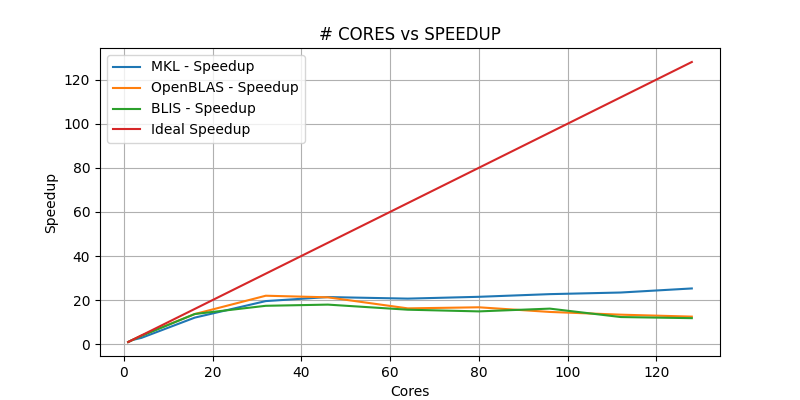 # CORES vs SPEEDUP
MKL - Speedup
OpenBLAS - Speedup
BLIS - Speedup
Ideal Speedup
Speedup
120
100
80
60
40
20
0
0 20 40 60 80 100 120
Cores